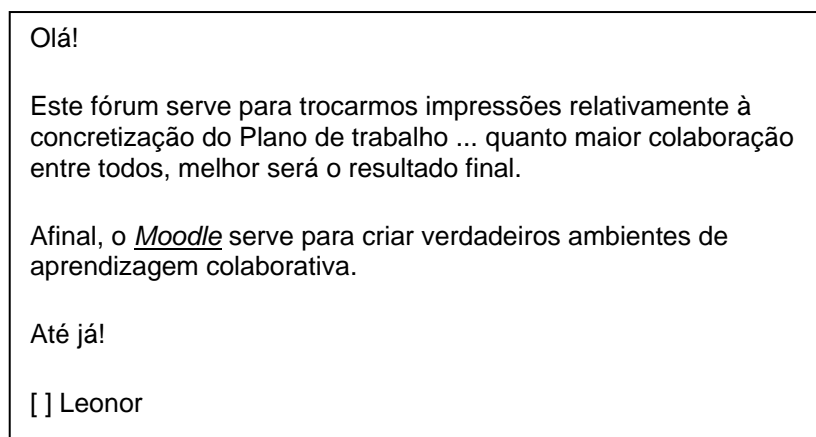 Olá!
Este fórum serve para trocarmos impressões relativamente à
concretização do Plano de trabalho ... quanto maior colaboração
entre todos, melhor será o resultado final.
Afinal, o Moodle serve para criar verdadeiros ambientes de
aprendizagem colaborativa.
Até já!
[ ] Leonor